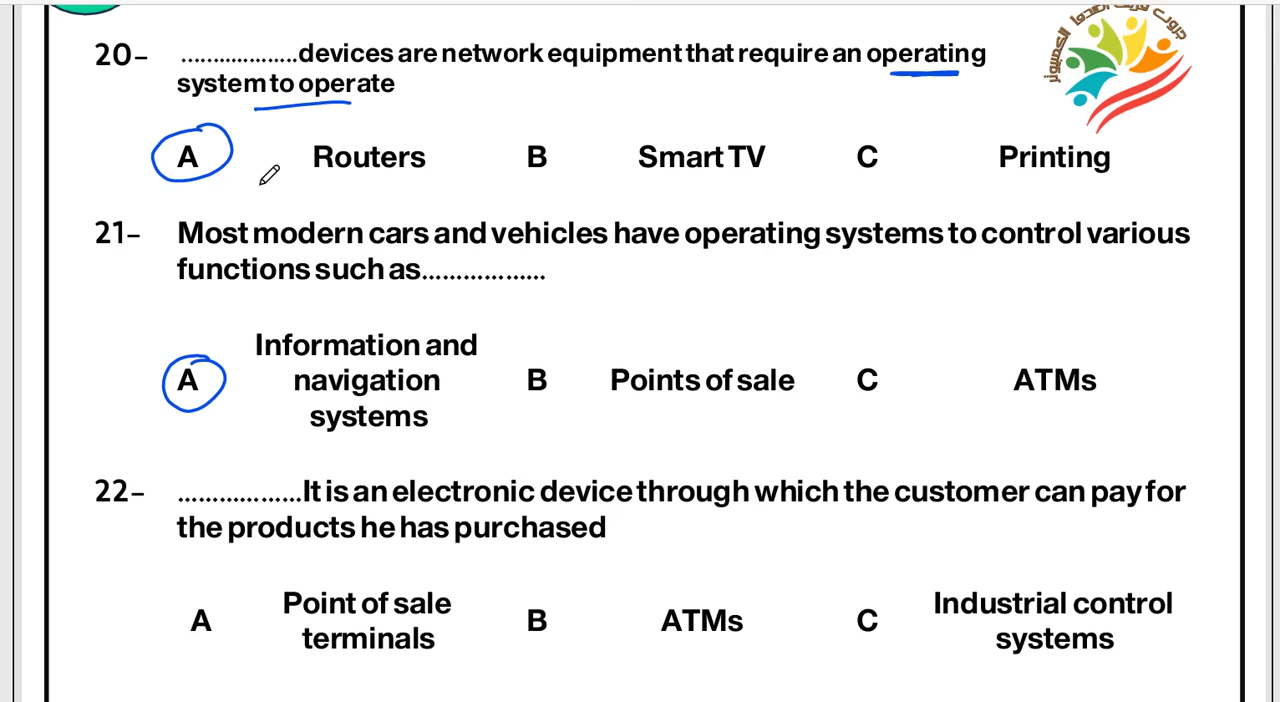 20- ...................devices are network equipment that require an operating
system to operate
A Routers B Smart TV C Printing
21- Most modern cars and vehicles have operating systems to control various
functions such as..................
A Information and navigation systems B Points of sale C ATMs
22- ..................It is an electronic device through which the customer can pay for
the products he has purchased
A Point of sale terminals B ATMs C Industrial control systems